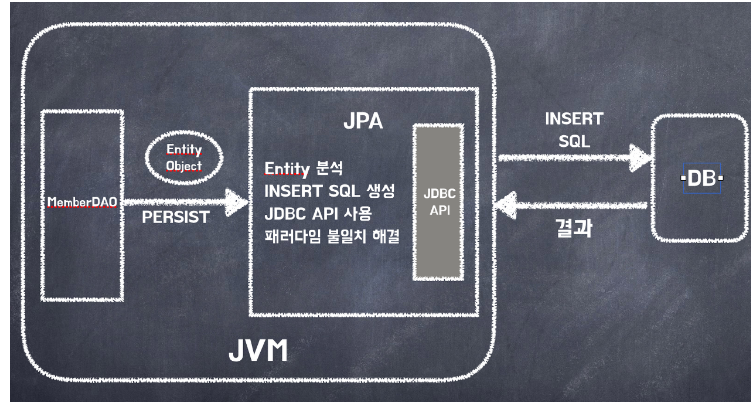 MemberDAO
Entity
Object
PERSIST
JPA
Entity 분석
INSERT SQL 생성
JDBC API 사용
패러다임 불일치 해결
JDBC
API
JVM
INSERT
SQL
결과
DB